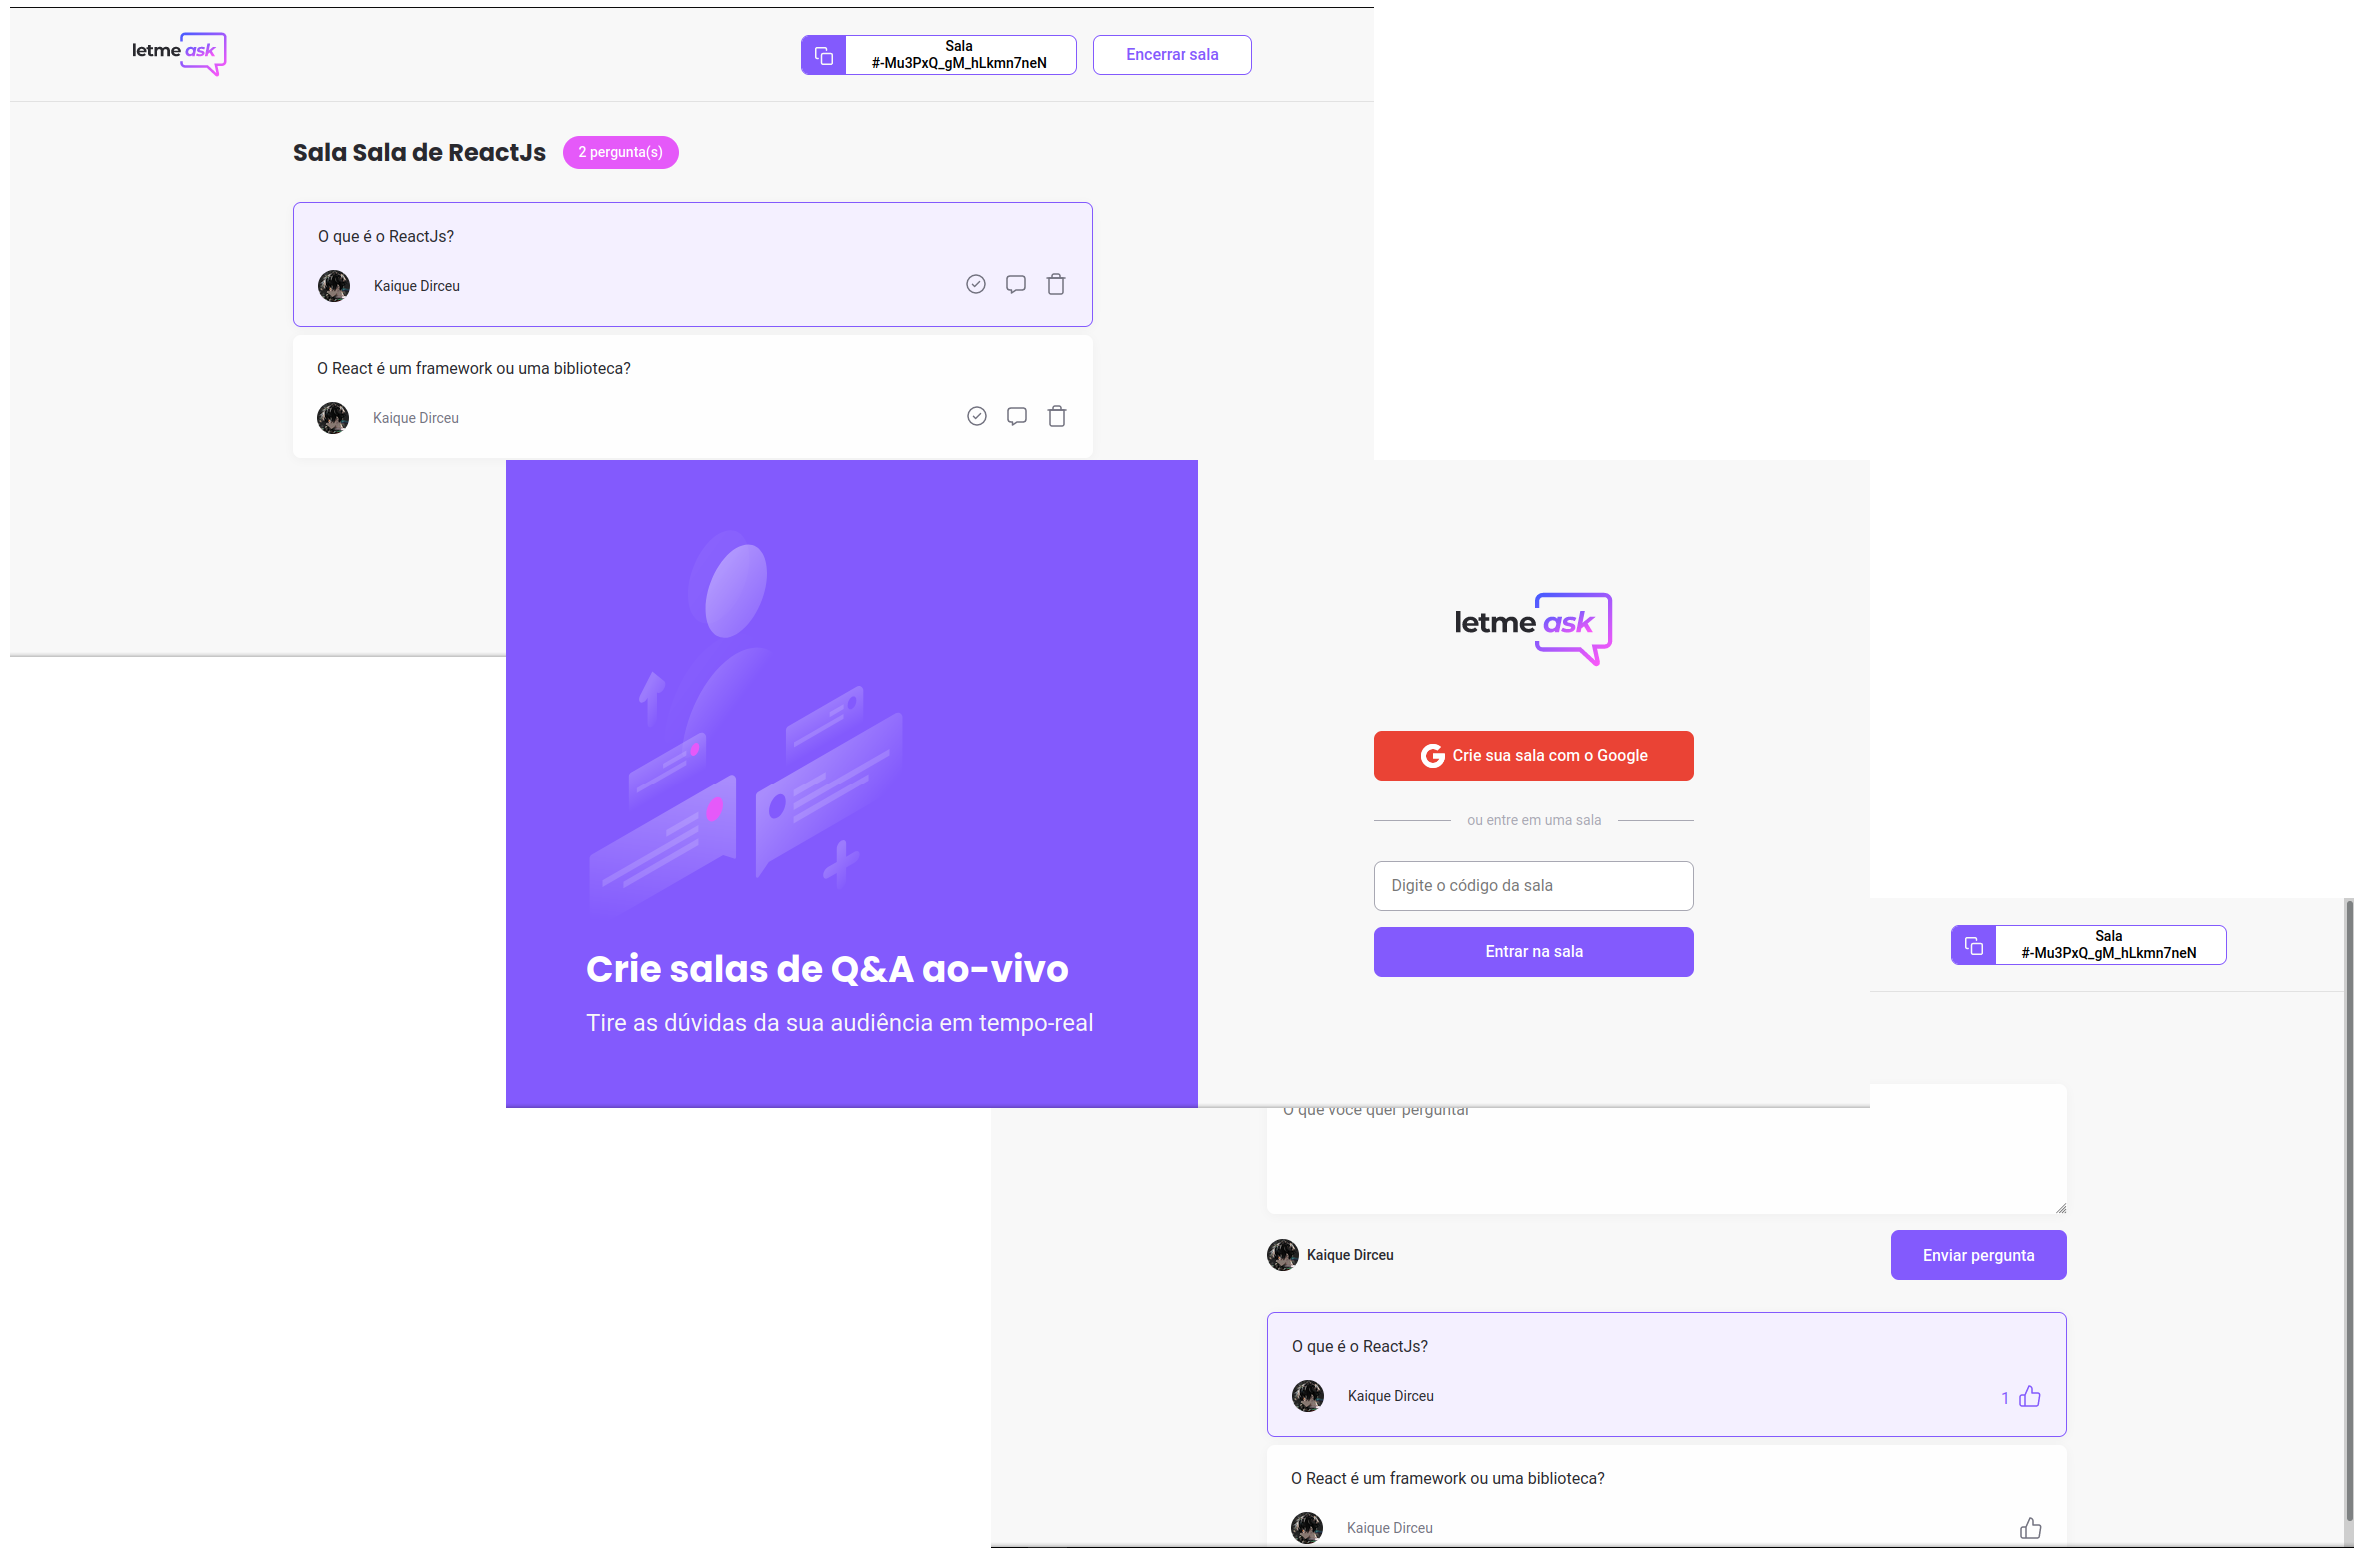 letme ask
Sala
#-Mu3PxQ_gM_hLkmn7neN
Encerrar sala
Sala Sala de ReactJs
2 pergunta(s)
O que é o ReactJs?
Kaique Dirceu
O React é um framework ou uma biblioteca?
Kaique Dirceu
Crie salas de Q&A ao-vivo
Tire as dúvidas da sua audiência em tempo-real
letme ask
G Crie sua sala com o Google
ou entre em uma sala
Digite o código da sala
Entrar na sala
Sala
#-Mu3PxQ_gM_hLkmn7neN
O que você quer perguntar
Kaique Dirceu
Enviar pergunta
O que é o ReactJs?
Kaique Dirceu
1
O React é um framework ou uma biblioteca?
Kaique Dirceu